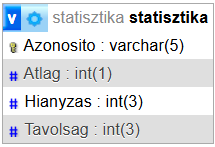 v statisztika statisztika
Azonosito : varchar(5)
# Atlag : int(1)
# Hianyzas : int(3)
# Tavolsag : int(3)